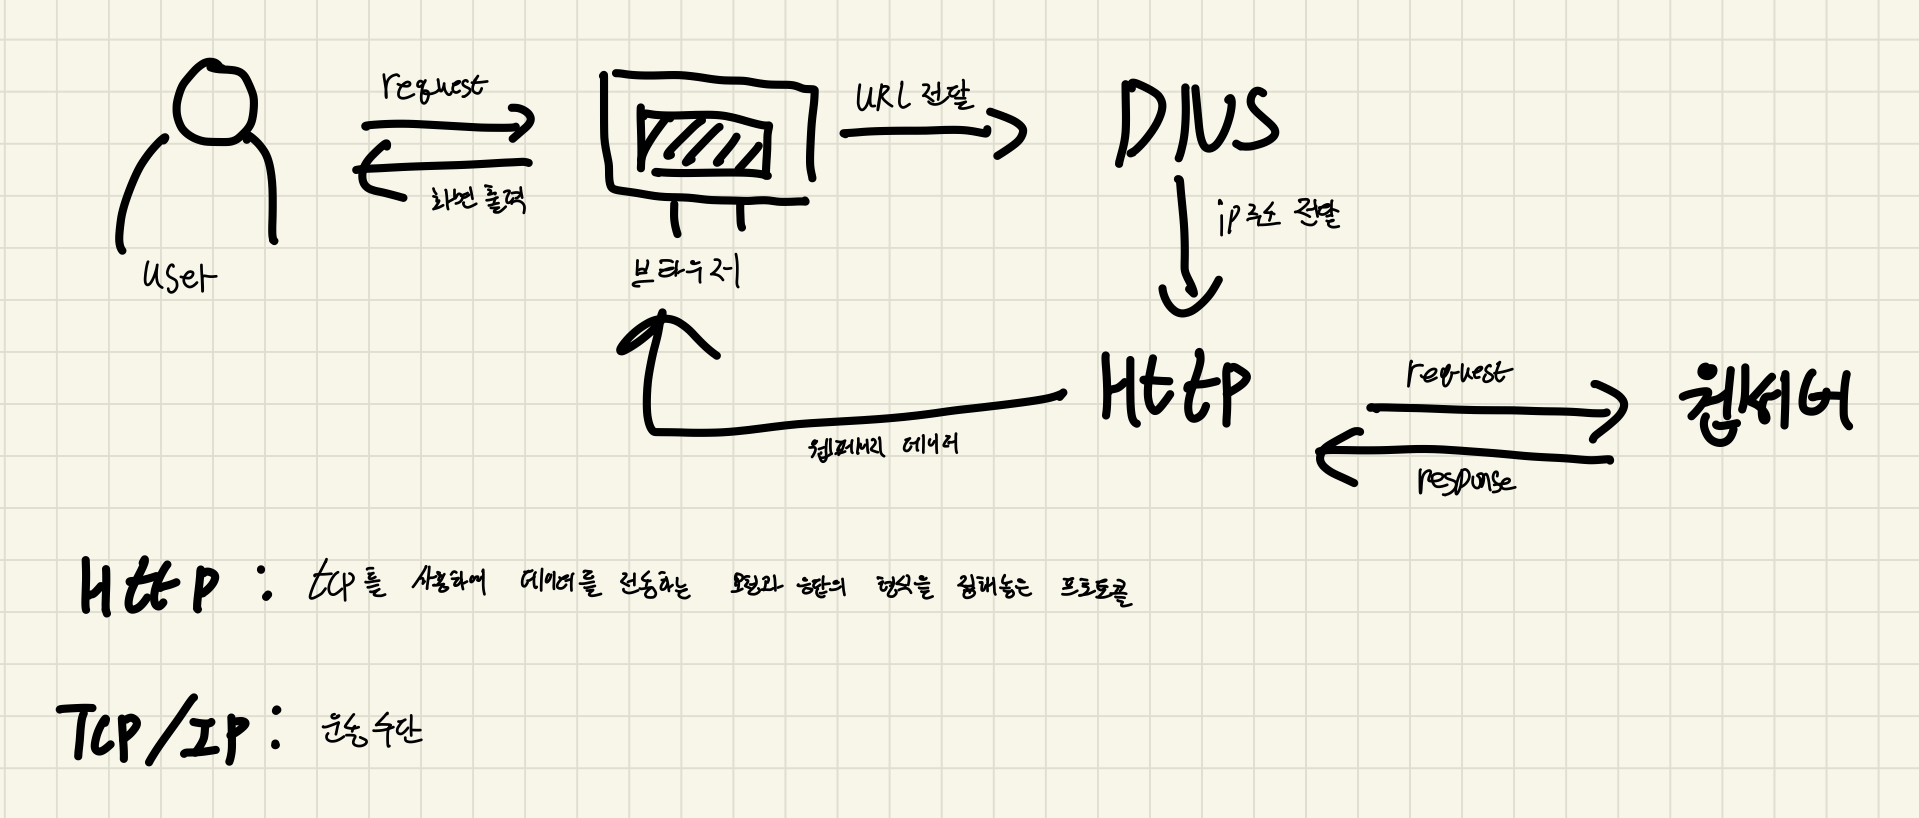 request
URL 전달
DNS
화면 출력
ip주소 전달
user
브라우저
Http
request
웹서버
웹페이지 데이터
response
Http : tcp를 사용하여 데이터를 전송하는 요청과 응답의 형식을 정해놓은 프로토콜
TCP/IP : 운송수단